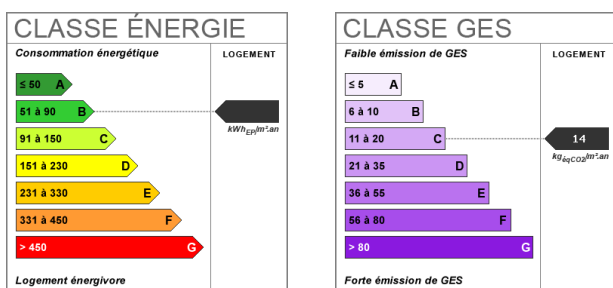 CLASSE ÉNERGIE
Consommation énergétique
LOGEMENT
≤ 50 A
51 à 90 B
kWhEP/m².an
91 à 150 C
151 à 230 D
231 à 330 E
331 à 450 F
> 450 G
Logement énergivore
CLASSE GES
Faible émission de GES
LOGEMENT
≤ 5 A
6 à 10 B
11 à 20 C
14
kgéqCO2/m².an
21 à 35 D
36 à 55 E
56 à 80 F
> 80 G
Forte émission de GES